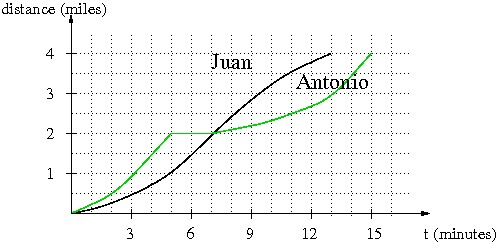 distance (miles)
4
Juan
Antonio
3
2
1
3 6 9 12 15 t (minutes)